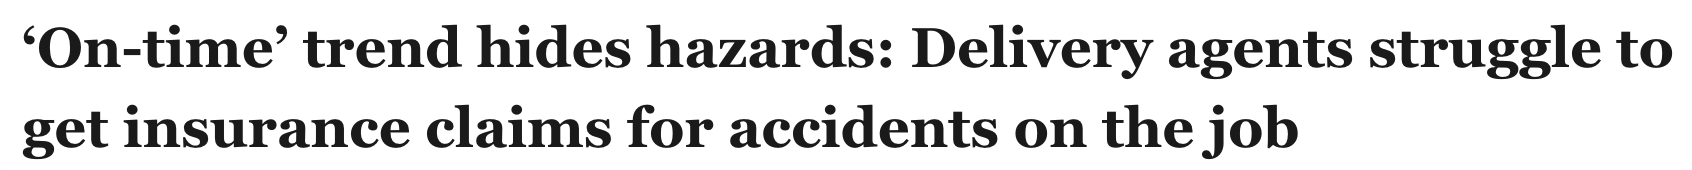 ‘On-time’ trend hides hazards: Delivery agents struggle to
get insurance claims for accidents on the job